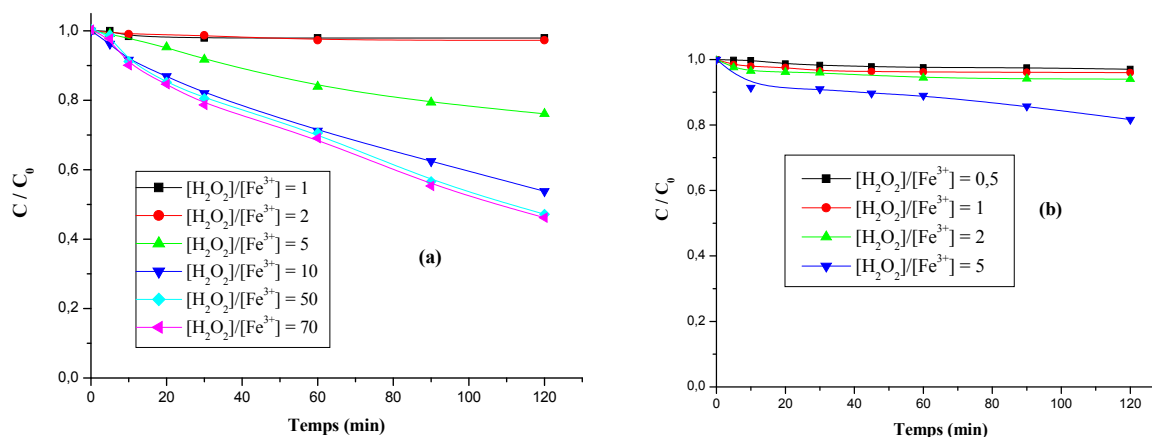 1,0
0,8
0,6
0,4
0,2
0,0
C / C₀
[H₂O₂]/[Fe³⁺] = 1
[H₂O₂]/[Fe³⁺] = 2
[H₂O₂]/[Fe³⁺] = 5
[H₂O₂]/[Fe³⁺] = 10
[H₂O₂]/[Fe³⁺] = 50
[H₂O₂]/[Fe³⁺] = 70
(a)
0 20 40 60 80 100 120
Temps (min)
1,0
0,8
0,6
0,4
0,2
0,0
C / C₀
[H₂O₂]/[Fe³⁺] = 0,5
[H₂O₂]/[Fe³⁺] = 1
[H₂O₂]/[Fe³⁺] = 2
[H₂O₂]/[Fe³⁺] = 5
(b)
0 20 40 60 80 100 120
Temps (min)